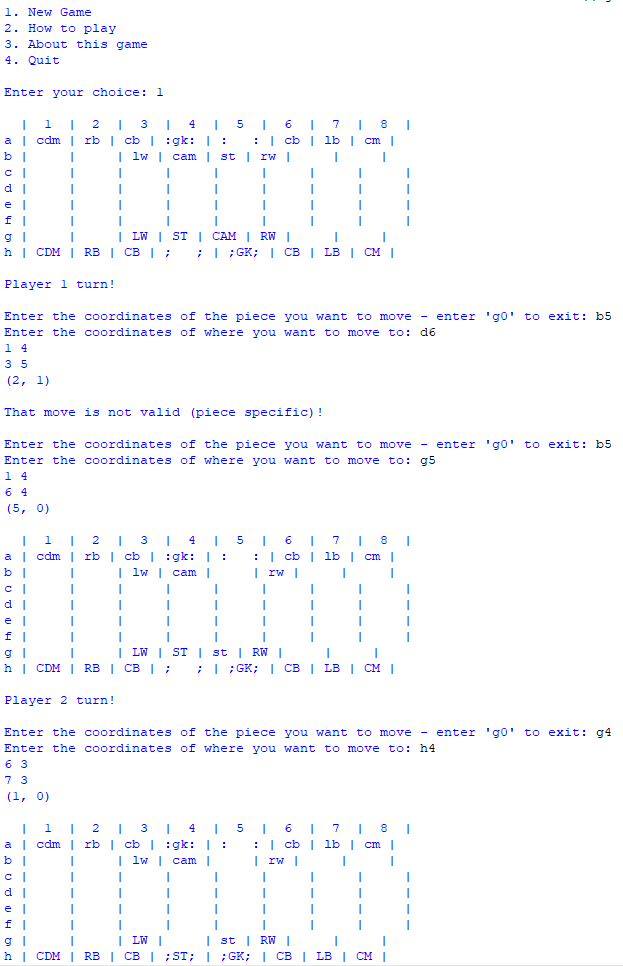 1. New Game
2. How to play
3. About this game
4. Quit
Enter your choice: 1
  |  1  |  2  |  3  |  4  |  5  |  6  |  7  |  8  |
a | cdm | rb | cb | :gk: | :   : | cb | lb | cm |
b |     |     | lw | cam | st | rw |     |     |
c |     |     |     |     |     |     |     |     |
d |     |     |     |     |     |     |     |     |
e |     |     |     |     |     |     |     |     |
f |     |     |     |     |     |     |     |     |
g |     |     | LW | ST | CAM | RW |     |     |
h | CDM | RB | CB | ;   ; | ;GK; | CB | LB | CM |
Player 1 turn!
Enter the coordinates of the piece you want to move - enter 'g0' to exit: b5
Enter the coordinates of where you want to move to: d6
1 4
3 5
(2, 1)
That move is not valid (piece specific)!
Enter the coordinates of the piece you want to move - enter 'g0' to exit: b5
Enter the coordinates of where you want to move to: g5
1 4
6 4
(5, 0)
  |  1  |  2  |  3  |  4  |  5  |  6  |  7  |  8  |
a | cdm | rb | cb | :gk: | :   : | cb | lb | cm |
b |     |     | lw | cam |     | rw |     |     |
c |     |     |     |     |     |     |     |     |
d |     |     |     |     |     |     |     |     |
e |     |     |     |     |     |     |     |     |
f |     |     |     |     |     |     |     |     |
g |     |     | LW | ST | st | RW |     |     |
h | CDM | RB | CB | ;   ; | ;GK; | CB | LB | CM |
Player 2 turn!
Enter the coordinates of the piece you want to move - enter 'g0' to exit: g4
Enter the coordinates of where you want to move to: h4
6 3
7 3
(1, 0)
  |  1  |  2  |  3  |  4  |  5  |  6  |  7  |  8  |
a | cdm | rb | cb | :gk: | :   : | cb | lb | cm |
b |     |     | lw | cam |     | rw |     |     |
c |     |     |     |     |     |     |     |     |
d |     |     |     |     |     |     |     |     |
e |     |     |     |     |     |     |     |     |
f |     |     |     |     |     |     |     |     |
g |     |     | LW |     | st | RW |     |     |
h | CDM | RB | CB | ;ST; | ;GK; | CB | LB | CM |